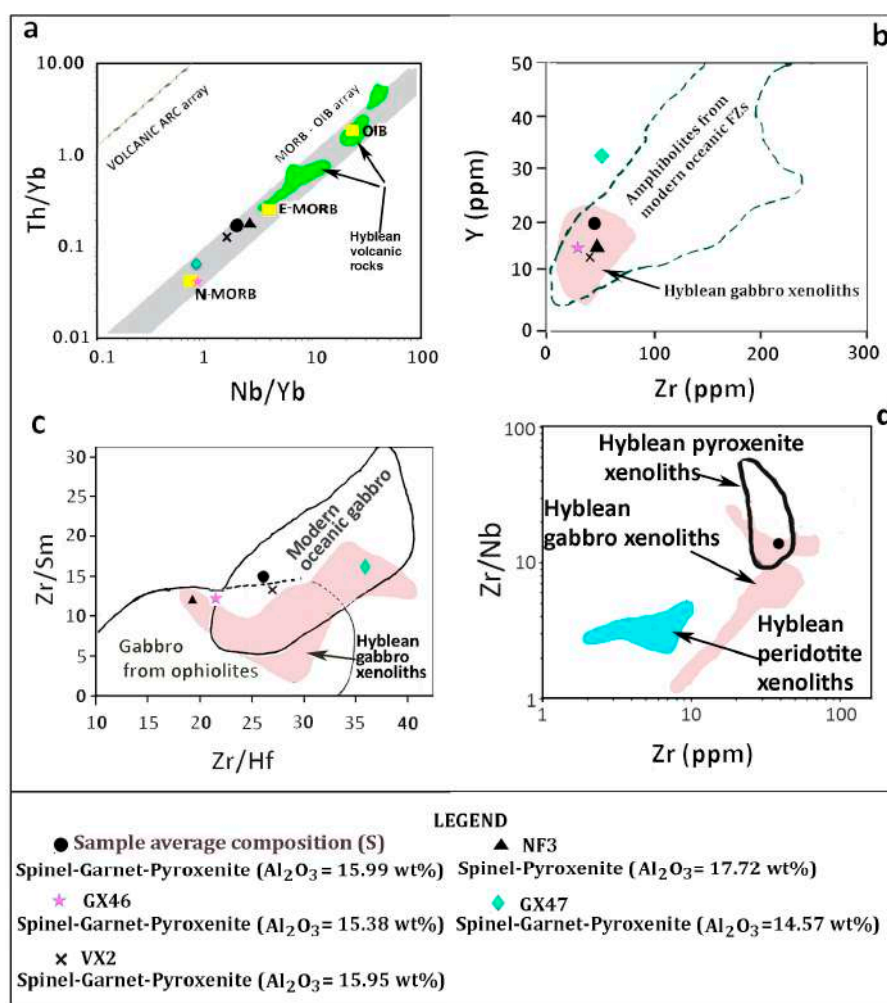 a
10.00
1.0
0.1
0.01
Th/Yb
VOLCANIC ARC array
MORB - OIB array
OIB
E-MORB
N-MORB
Hyblean
volcanic
rocks
0.1
1
10
100
Nb/Yb
b
50
40
30
20
10
0
Y (ppm)
Amphibolites from
modern oceanic FZs
Hyblean gabbro xenoliths
0
100
200
300
Zr (ppm)
c
30
25
20
15
10
5
0
Zr/Sm
Modern
oceanic gabbro
Gabbro
from ophiolites
Hyblean
gabbro
xenoliths
10
15
20
25
30
35
40
Zr/Hf
d
100
10
1
Zr/Nb
Hyblean pyroxenite
xenoliths
Hyblean
gabbro xenoliths
Hyblean
peridotite
xenoliths
1
10
100
Zr (ppm)
LEGEND
Sample average composition (S)
Spinel-Garnet-Pyroxenite (Al₂O₃ = 15.99 wt%)
NF3
Spinel-Pyroxenite (Al₂O₃ = 17.72 wt%)
GX46
Spinel-Garnet-Pyroxenite (Al₂O₃= 15.38 wt%)
GX47
Spinel-Garnet-Pyroxenite (Al₂O₃=14.57 wt%)
VX2
Spinel-Garnet-Pyroxenite (Al₂O₃= 15.95 wt%)